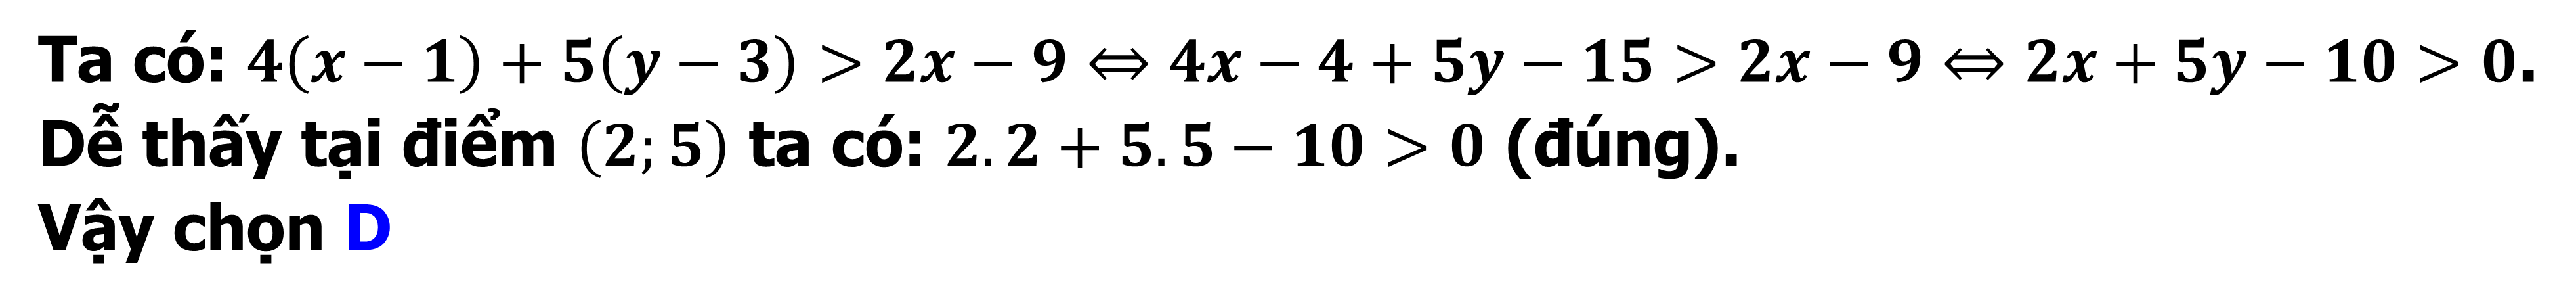 Ta có: 4(x − 1) + 5(y − 3) > 2x − 9 ⟺ 4x − 4 + 5y − 15 > 2x − 9 ⟺ 2x + 5y − 10 > 0.
Dễ thấy tại điểm (2; 5) ta có: 2. 2 + 5. 5 − 10 > 0 (đúng).
Vậy chọn D